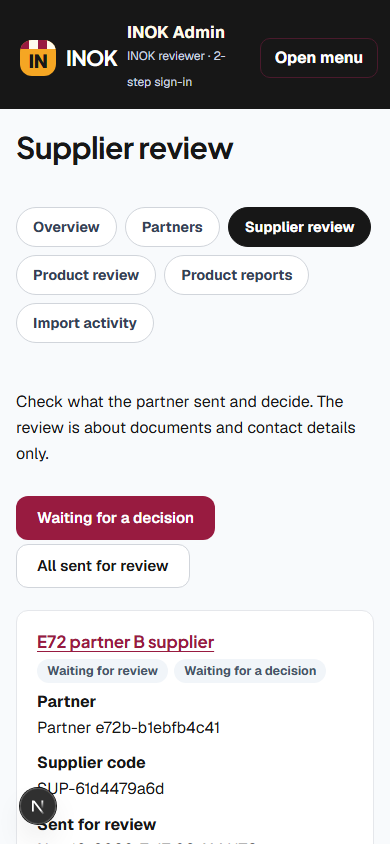 INOK Admin
IN INOK
INOK reviewer · 2-
step sign-in
Open menu
Supplier review
Overview
Partners
Supplier review
Product review
Product reports
Import activity
Check what the partner sent and decide. The
review is about documents and contact details
only.
Waiting for a decision
All sent for review
E72 partner B supplier
Waiting for review
Waiting for a decision
Partner
Partner e72b-b1ebfb4c41
Supplier code
SUP-61d4479a6d
N
Sent for review